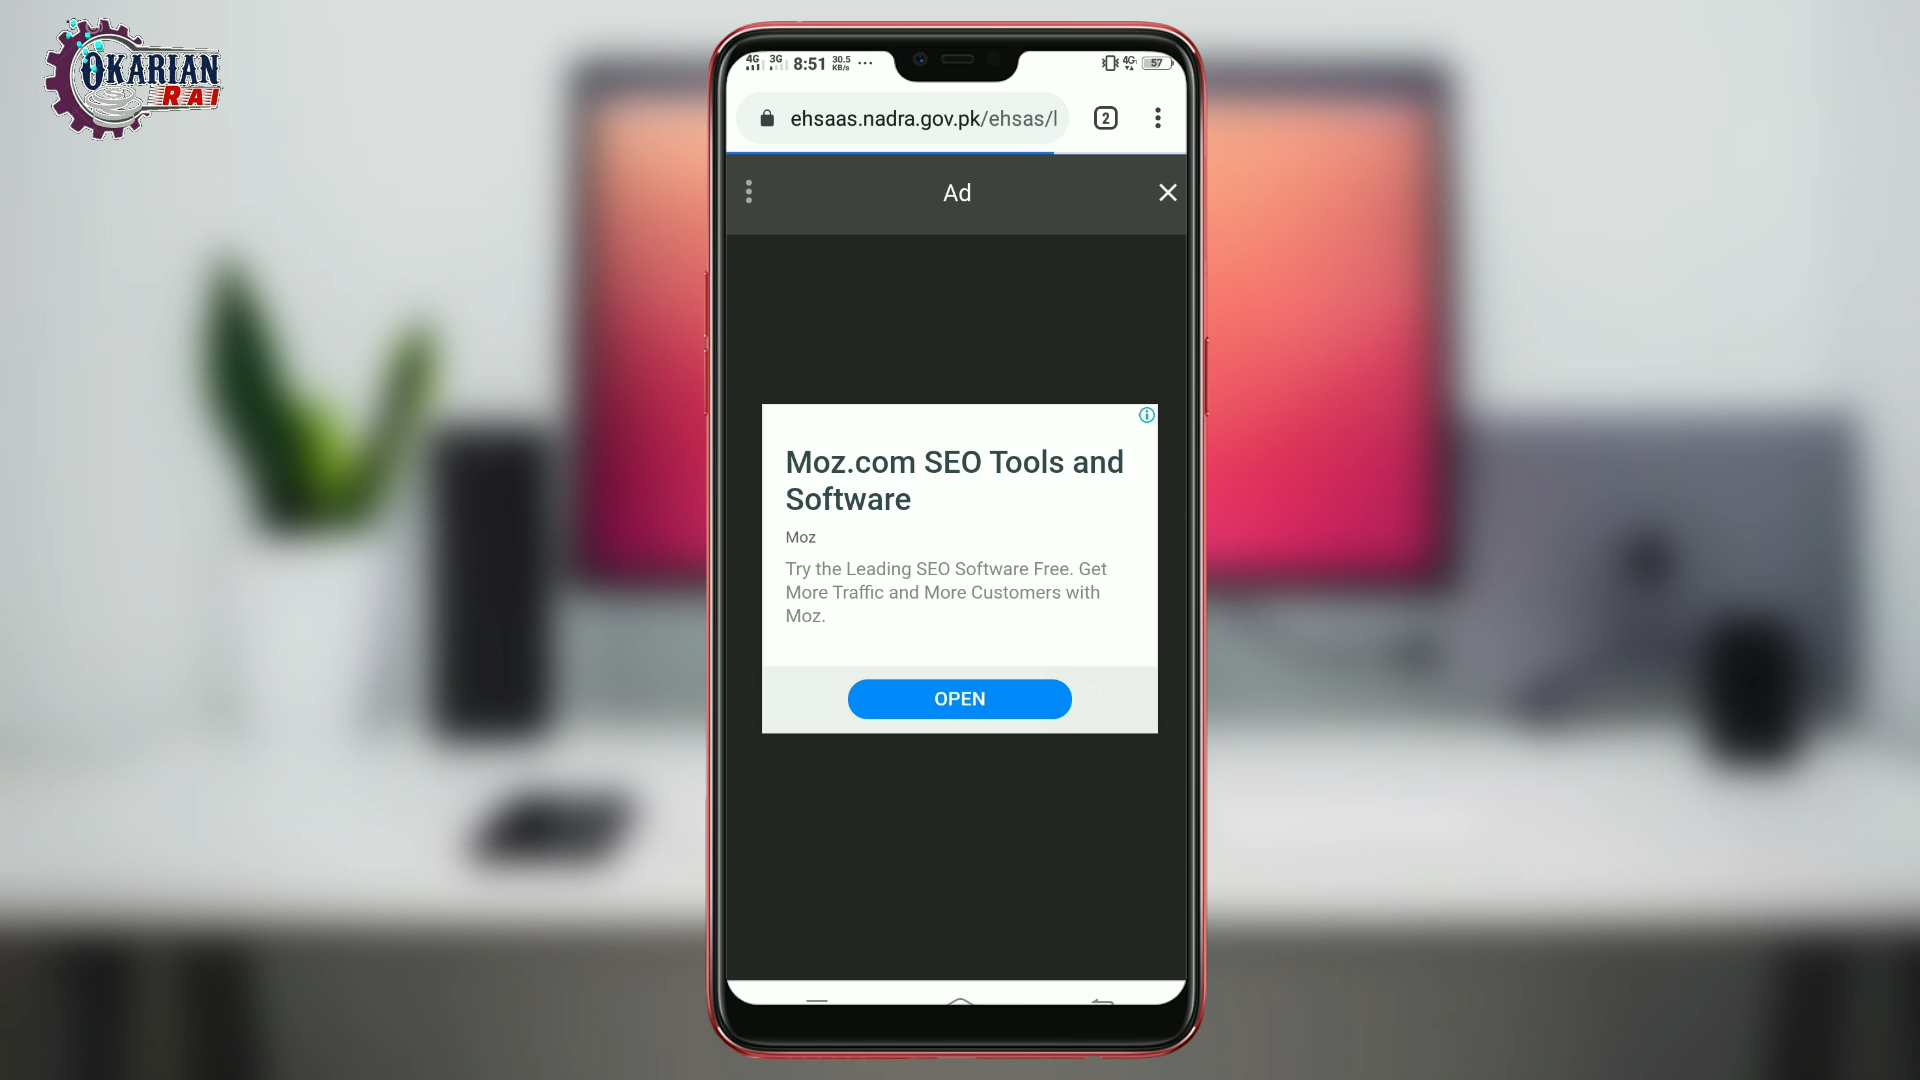 OKARIAN
RAI
4G 3G 8:51 30.5 KB/s ... 4G 57
ehsaas.nadra.gov.pk/ehsas/l
2
Ad
Moz.com SEO Tools and
Software
Moz
Try the Leading SEO Software Free. Get
More Traffic and More Customers with
Moz.
OPEN